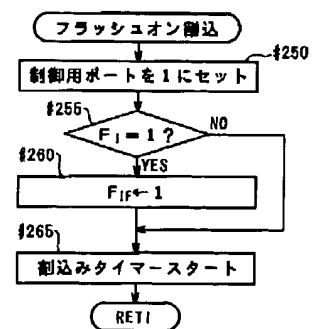 フラッシュオン割込
#250
制御用ポートを1にセット
#255
FI=1?
NO
YES
#260
FIF←1
#265
割込みタイマースタート
RETI